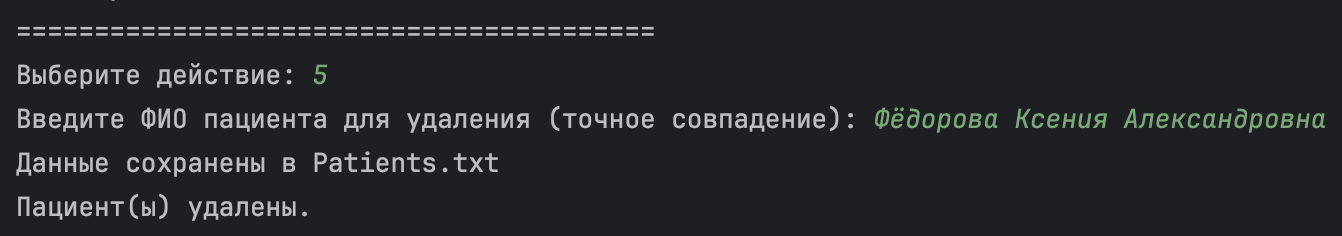 =========================================
Выберите действие: 5
Введите ФИО пациента для удаления (точное совпадение): Фёдорова Ксения Александровна
Данные сохранены в Patients.txt
Пациент(ы) удалены.